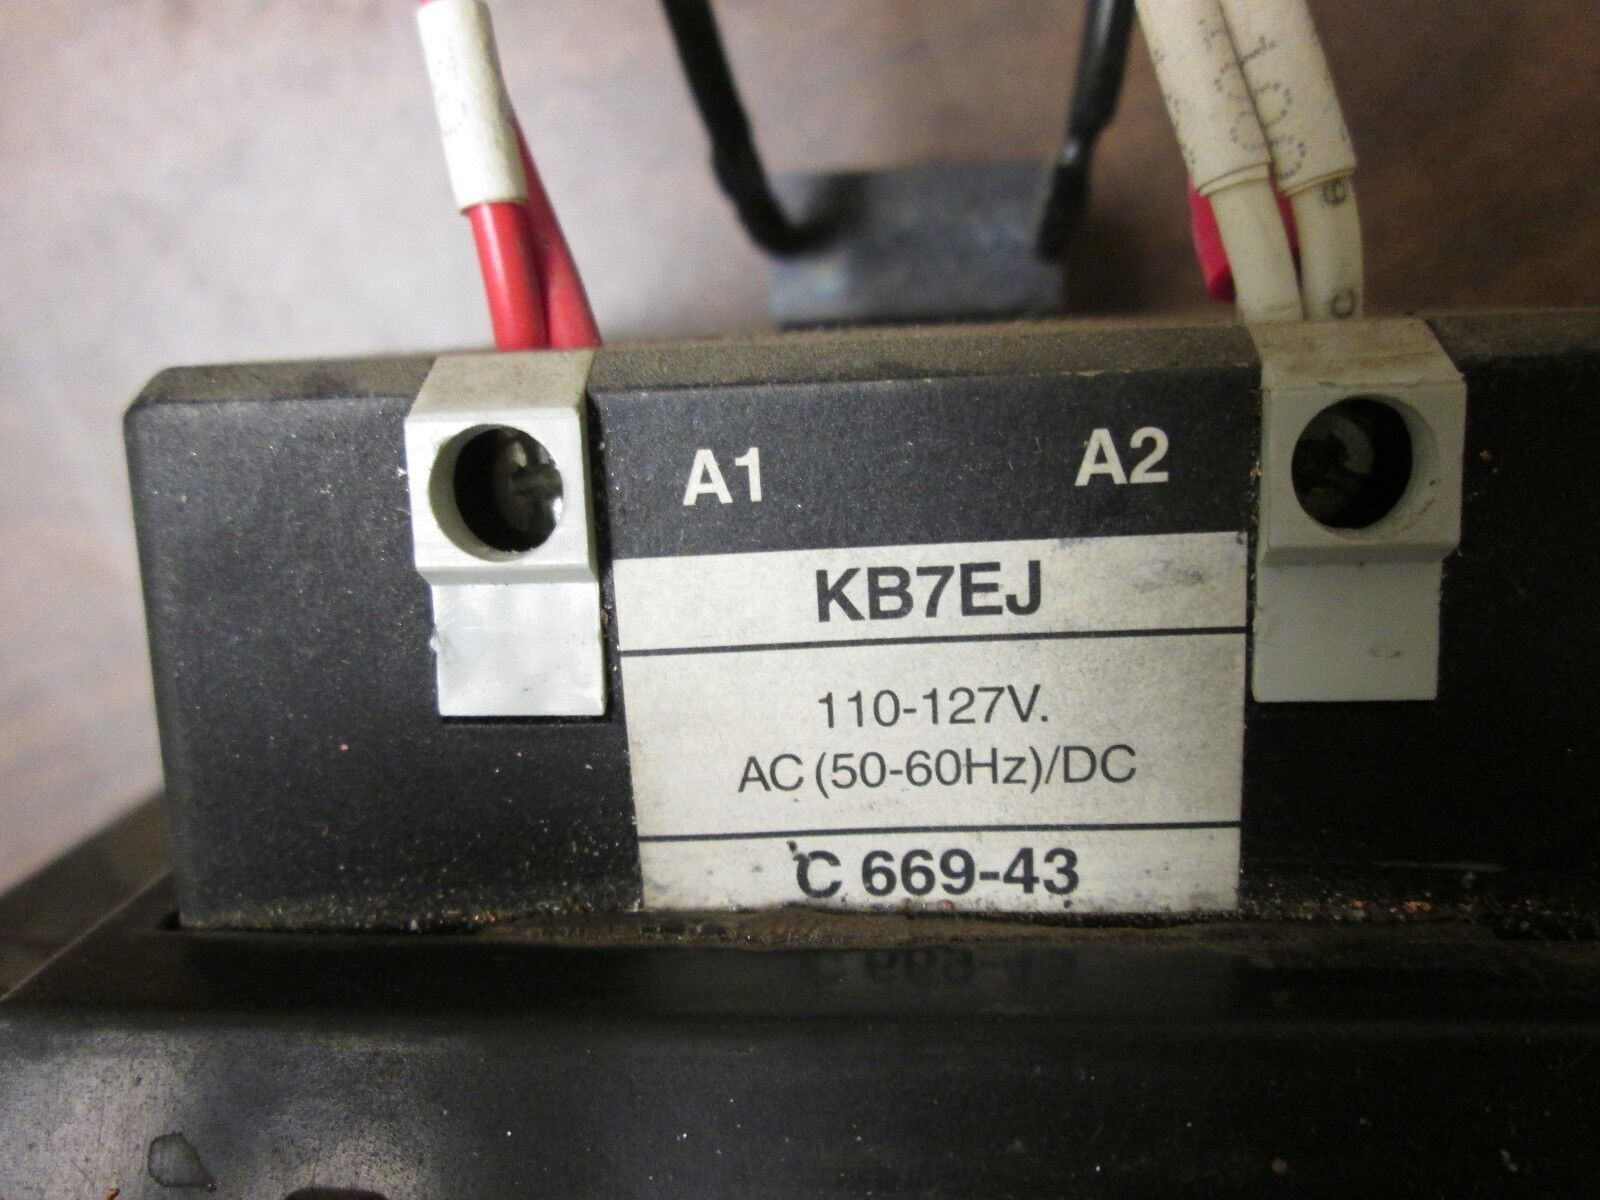 A1 A2
KB7EJ
110-127V.
AC (50-60Hz)/DC
C 669-43